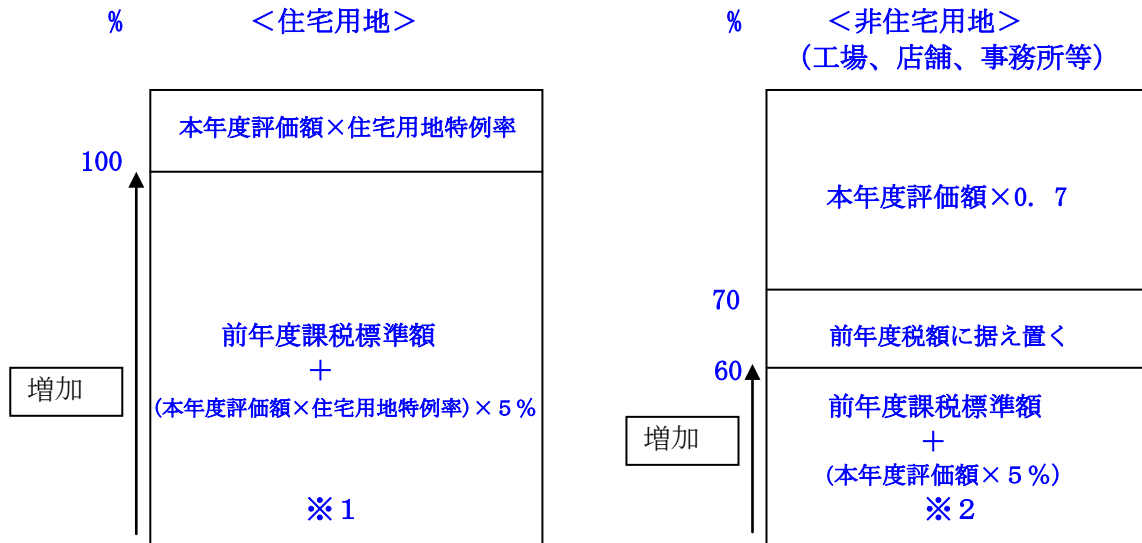 % ＜住宅用地＞
本年度評価額×住宅用地特例率
100
前年度課税標準額
＋
(本年度評価額×住宅用地特例率)×５％
増加
※１
% ＜非住宅用地＞
（工場、店舗、事務所等）
本年度評価額×0．7
70
前年度税額に据え置く
60
前年度課税標準額
＋
(本年度評価額×５％)
増加
※２